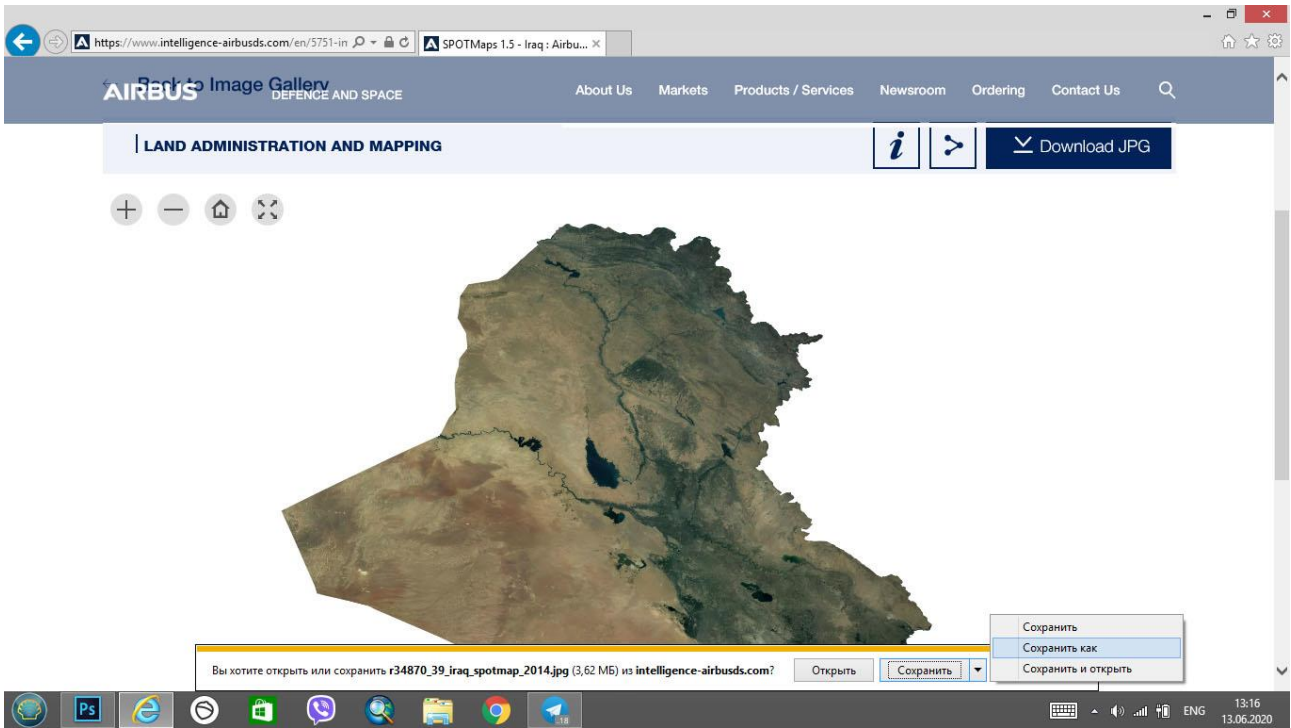 https://www.intelligence-airbusds.com/en/5751-in
SPOTMaps 1.5 - Iraq : Airbu...
Back to Image Gallery
AIRBUS DEFENCE AND SPACE
About Us Markets Products / Services Newsroom Ordering Contact Us
LAND ADMINISTRATION AND MAPPING
i
Download JPG
Сохранить
Сохранить как
Сохранить и открыть
Вы хотите открыть или сохранить r34870_39_iraq_spotmap_2014.jpg (3,62 МБ) из intelligence-airbusds.com? Открыть Сохранить
Ps
18
ENG
13:16
13.06.2020